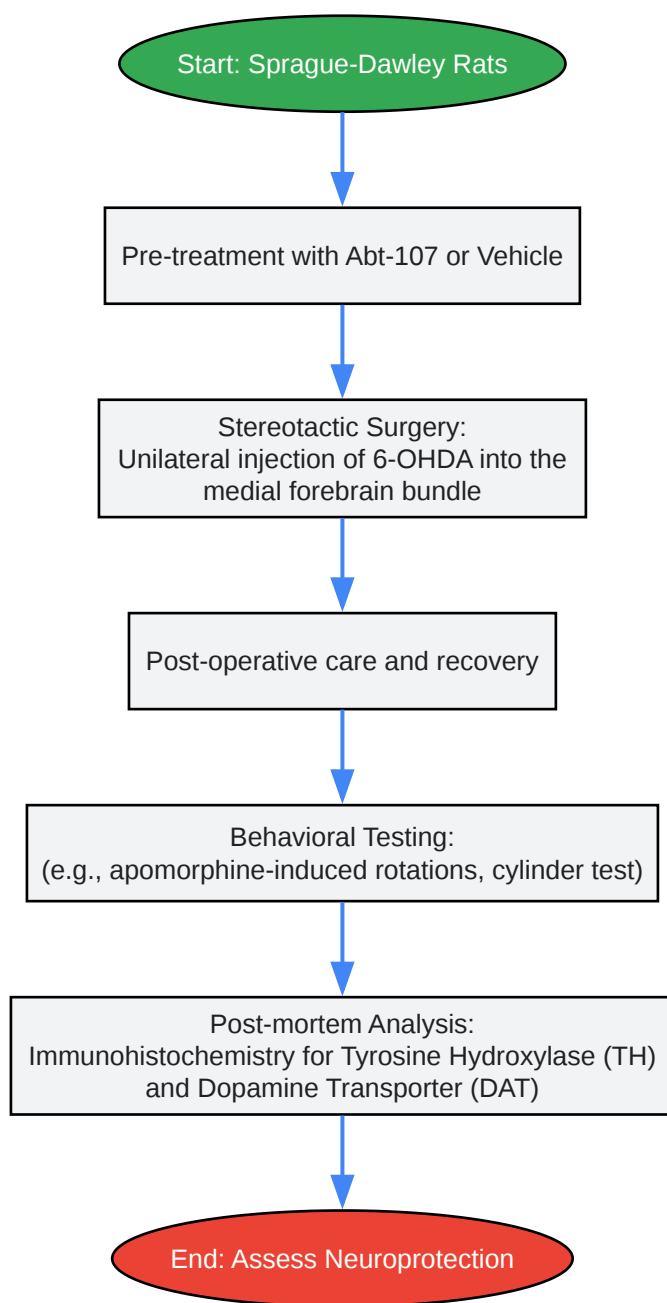 Start: Sprague-Dawley Rats
Pre-treatment with Abt-107 or Vehicle
Stereotactic Surgery:
Unilateral injection of 6-OHDA into the
medial forebrain bundle
Post-operative care and recovery
Behavioral Testing:
(e.g., apomorphine-induced rotations, cylinder test)
Post-mortem Analysis:
Immunohistochemistry for Tyrosine Hydroxylase (TH)
and Dopamine Transporter (DAT)
End: Assess Neuroprotection